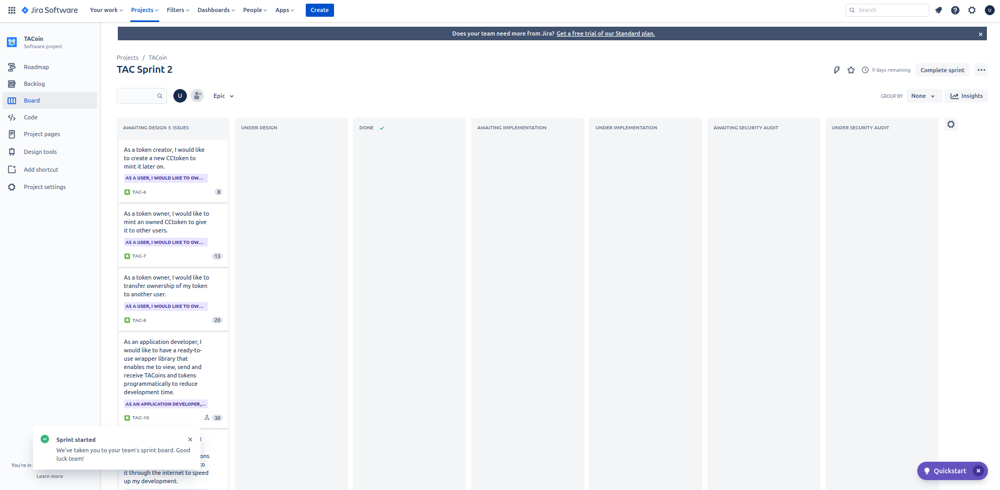 Jira Software
Your work
Projects
Filters
Dashboards
People
Apps
Create
Search
U
TACoin
Software project
Roadmap
Backlog
Board
Code
Project pages
Design tools
Add shortcut
Project settings
You're in
Learn more
Does your team need more from Jira? Get a free trial of our Standard plan.
Projects / TACoin
TAC Sprint 2
9 days remaining
Complete sprint
U
Epic
GROUP BY
None
Insights
AWAITING DESIGN 5 ISSUES
UNDER DESIGN
DONE
AWAITING IMPLEMENTATION
UNDER IMPLEMENTATION
AWAITING SECURITY AUDIT
UNDER SECURITY AUDIT
As a token creator, I would like
to create a new CCtoken to
mint it later on.
AS A USER, I WOULD LIKE TO OW...
TAC-6
8
As a token owner, I would like to
mint an owned CCtoken to give
it to other users.
AS A USER, I WOULD LIKE TO OW...
TAC-7
13
As a token owner, I would like to
transfer ownership of my token
to another user.
AS A USER, I WOULD LIKE TO OW...
TAC-8
20
As an application developer, I
would like to have a ready-to-
use wrapper library that
enables me to view, send and
receive TACoins and tokens
programmatically to reduce
development time.
AS AN APPLICATION DEVELOPER,...
TAC-10
30
it through the internet to speed
up my development.
Sprint started
We've taken you to your team's sprint board. Good
luck team!
Quickstart